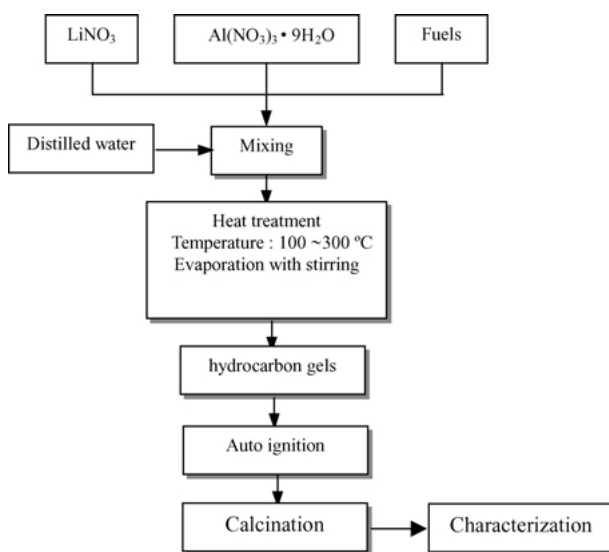 LiNO₃
Al(NO₃)₃ • 9H₂O
Fuels
Distilled water
Mixing
Heat treatment
Temperature : 100 ~300 ºC
Evaporation with stirring
hydrocarbon gels
Auto ignition
Calcination
Characterization